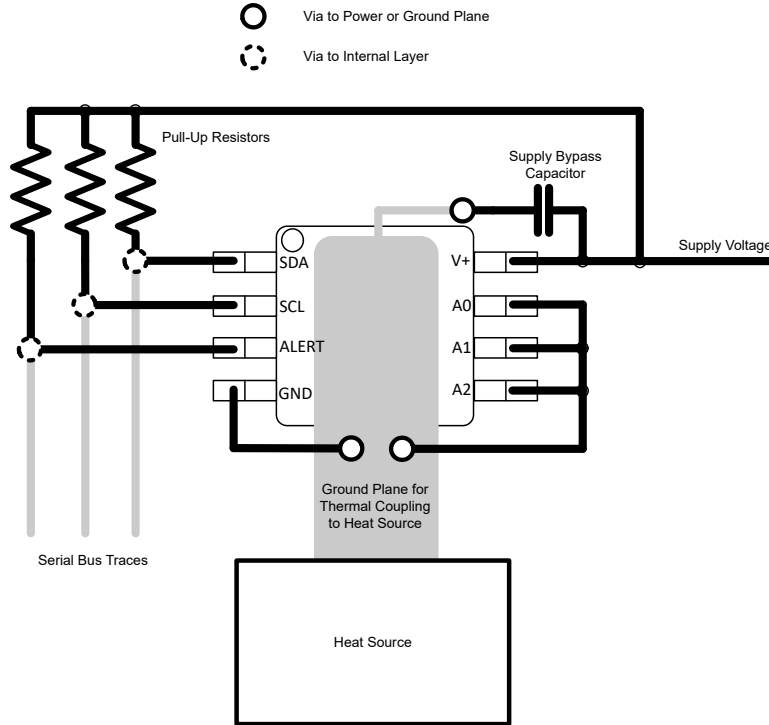 Via to Power or Ground Plane
Via to Internal Layer
Pull-Up Resistors
Supply Bypass
Capacitor
Supply Voltage
SDA
SCL
ALERT
GND
V+
A0
A1
A2
Ground Plane for
Thermal Coupling
to Heat Source
Serial Bus Traces
Heat Source